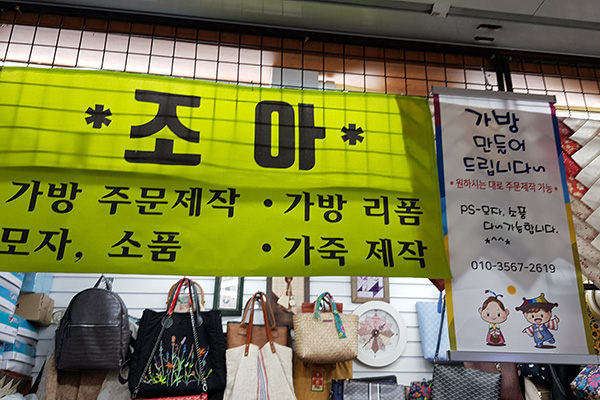 *조아*
가방 주문제작 • 가방 리폼
모자, 소품 • 가죽 제작
가방
만들어
드립니다~
* 원하시는 대로 주문제작 가능 *
PS-모자, 소품
다~가능합니다.
*^^*
010-3567-2619